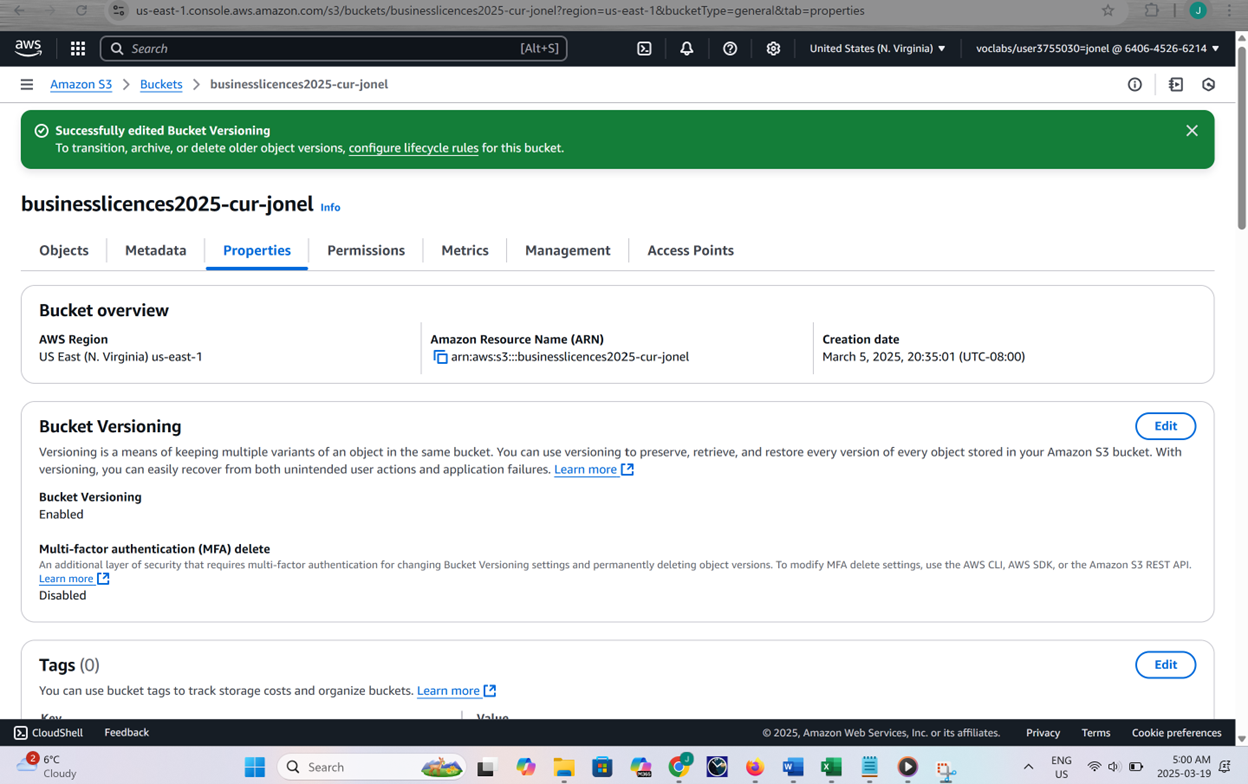 us-east-1.console.aws.amazon.com/s3/buckets/businesslicences2025-cur-jonel?region=us-east-1&bucketType=general&tab=properties
J
aws
Search [Alt+S]
United States (N. Virginia) ▼
voclabs/user3755030=jonel @ 6406-4526-6214 ▼
Amazon S3 > Buckets > businesslicences2025-cur-jonel
Successfully edited Bucket Versioning
To transition, archive, or delete older object versions, configure lifecycle rules for this bucket.
businesslicences2025-cur-jonel Info
Objects Metadata Properties Permissions Metrics Management Access Points
Bucket overview
AWS Region
US East (N. Virginia) us-east-1
Amazon Resource Name (ARN)
arn:aws:s3:::businesslicences2025-cur-jonel
Creation date
March 5, 2025, 20:35:01 (UTC-08:00)
Bucket Versioning
Edit
Versioning is a means of keeping multiple variants of an object in the same bucket. You can use versioning to preserve, retrieve, and restore every version of every object stored in your Amazon S3 bucket. With
versioning, you can easily recover from both unintended user actions and application failures. Learn more
Bucket Versioning
Enabled
Multi-factor authentication (MFA) delete
An additional layer of security that requires multi-factor authentication for changing Bucket Versioning settings and permanently deleting object versions. To modify MFA delete settings, use the AWS CLI, AWS SDK, or the Amazon S3 REST API.
Learn more
Disabled
Tags (0)
Edit
You can use bucket tags to track storage costs and organize buckets. Learn more
Key Value
CloudShell Feedback © 2025, Amazon Web Services, Inc. or its affiliates. Privacy Terms Cookie preferences
2
6°C
Cloudy
Search
ENG
US
5:00 AM
2025-03-19